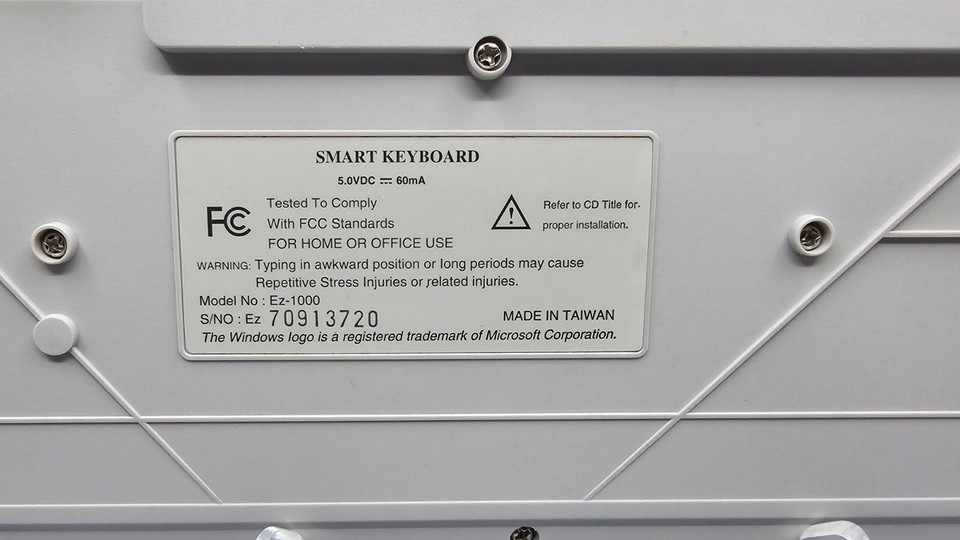 SMART KEYBOARD
5.0VDC ⎓ 60mA
FC Tested To Comply
With FCC Standards
FOR HOME OR OFFICE USE
Refer to CD Title for.
proper installation.
WARNING: Typing in awkward position or long periods may cause
Repetitive Stress Injuries or related injuries.
Model No : Ez-1000
S/NO : Ez 70913720
MADE IN TAIWAN
The Windows logo is a registered trademark of Microsoft Corporation.